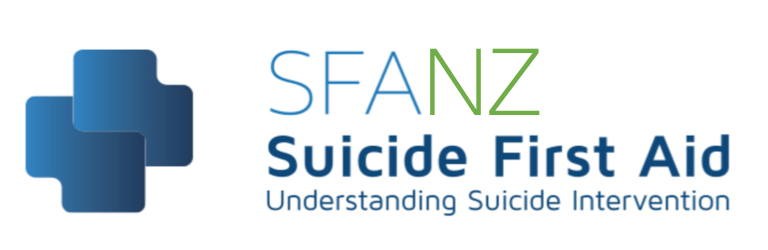 SFANZ
Suicide First Aid
Understanding Suicide Intervention